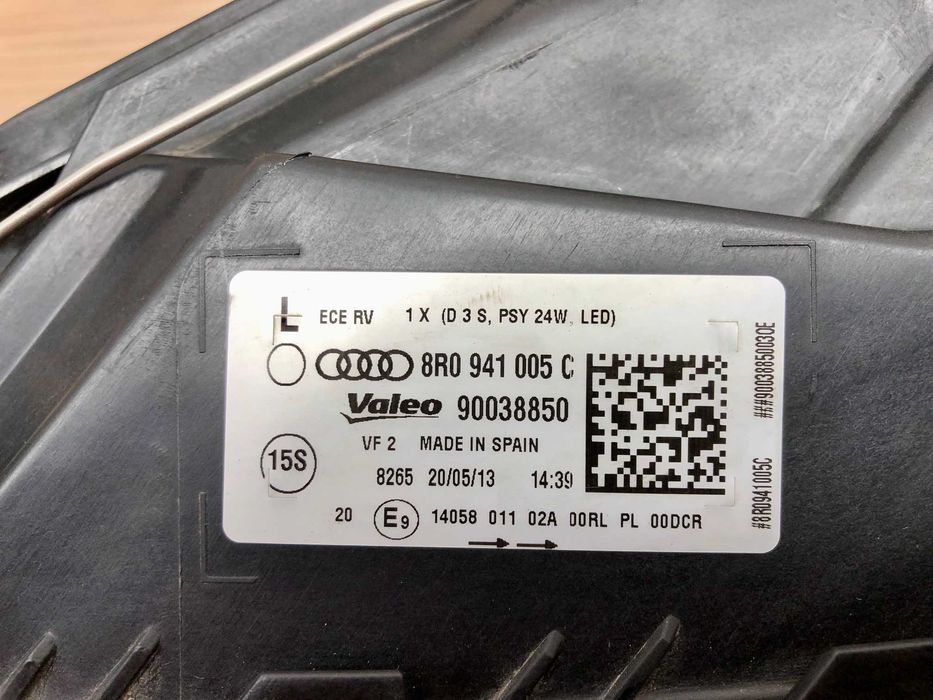 L ECE RV 1 X (D 3 S, PSY 24W, LED)
8R0 941 005 C
Valeo 90038850
VF 2 MADE IN SPAIN
15S
8265 20/05/13 14:39
20 E9 14058 011 02A 00RL PL 00DCR
#8R0941005C ##90038850030E